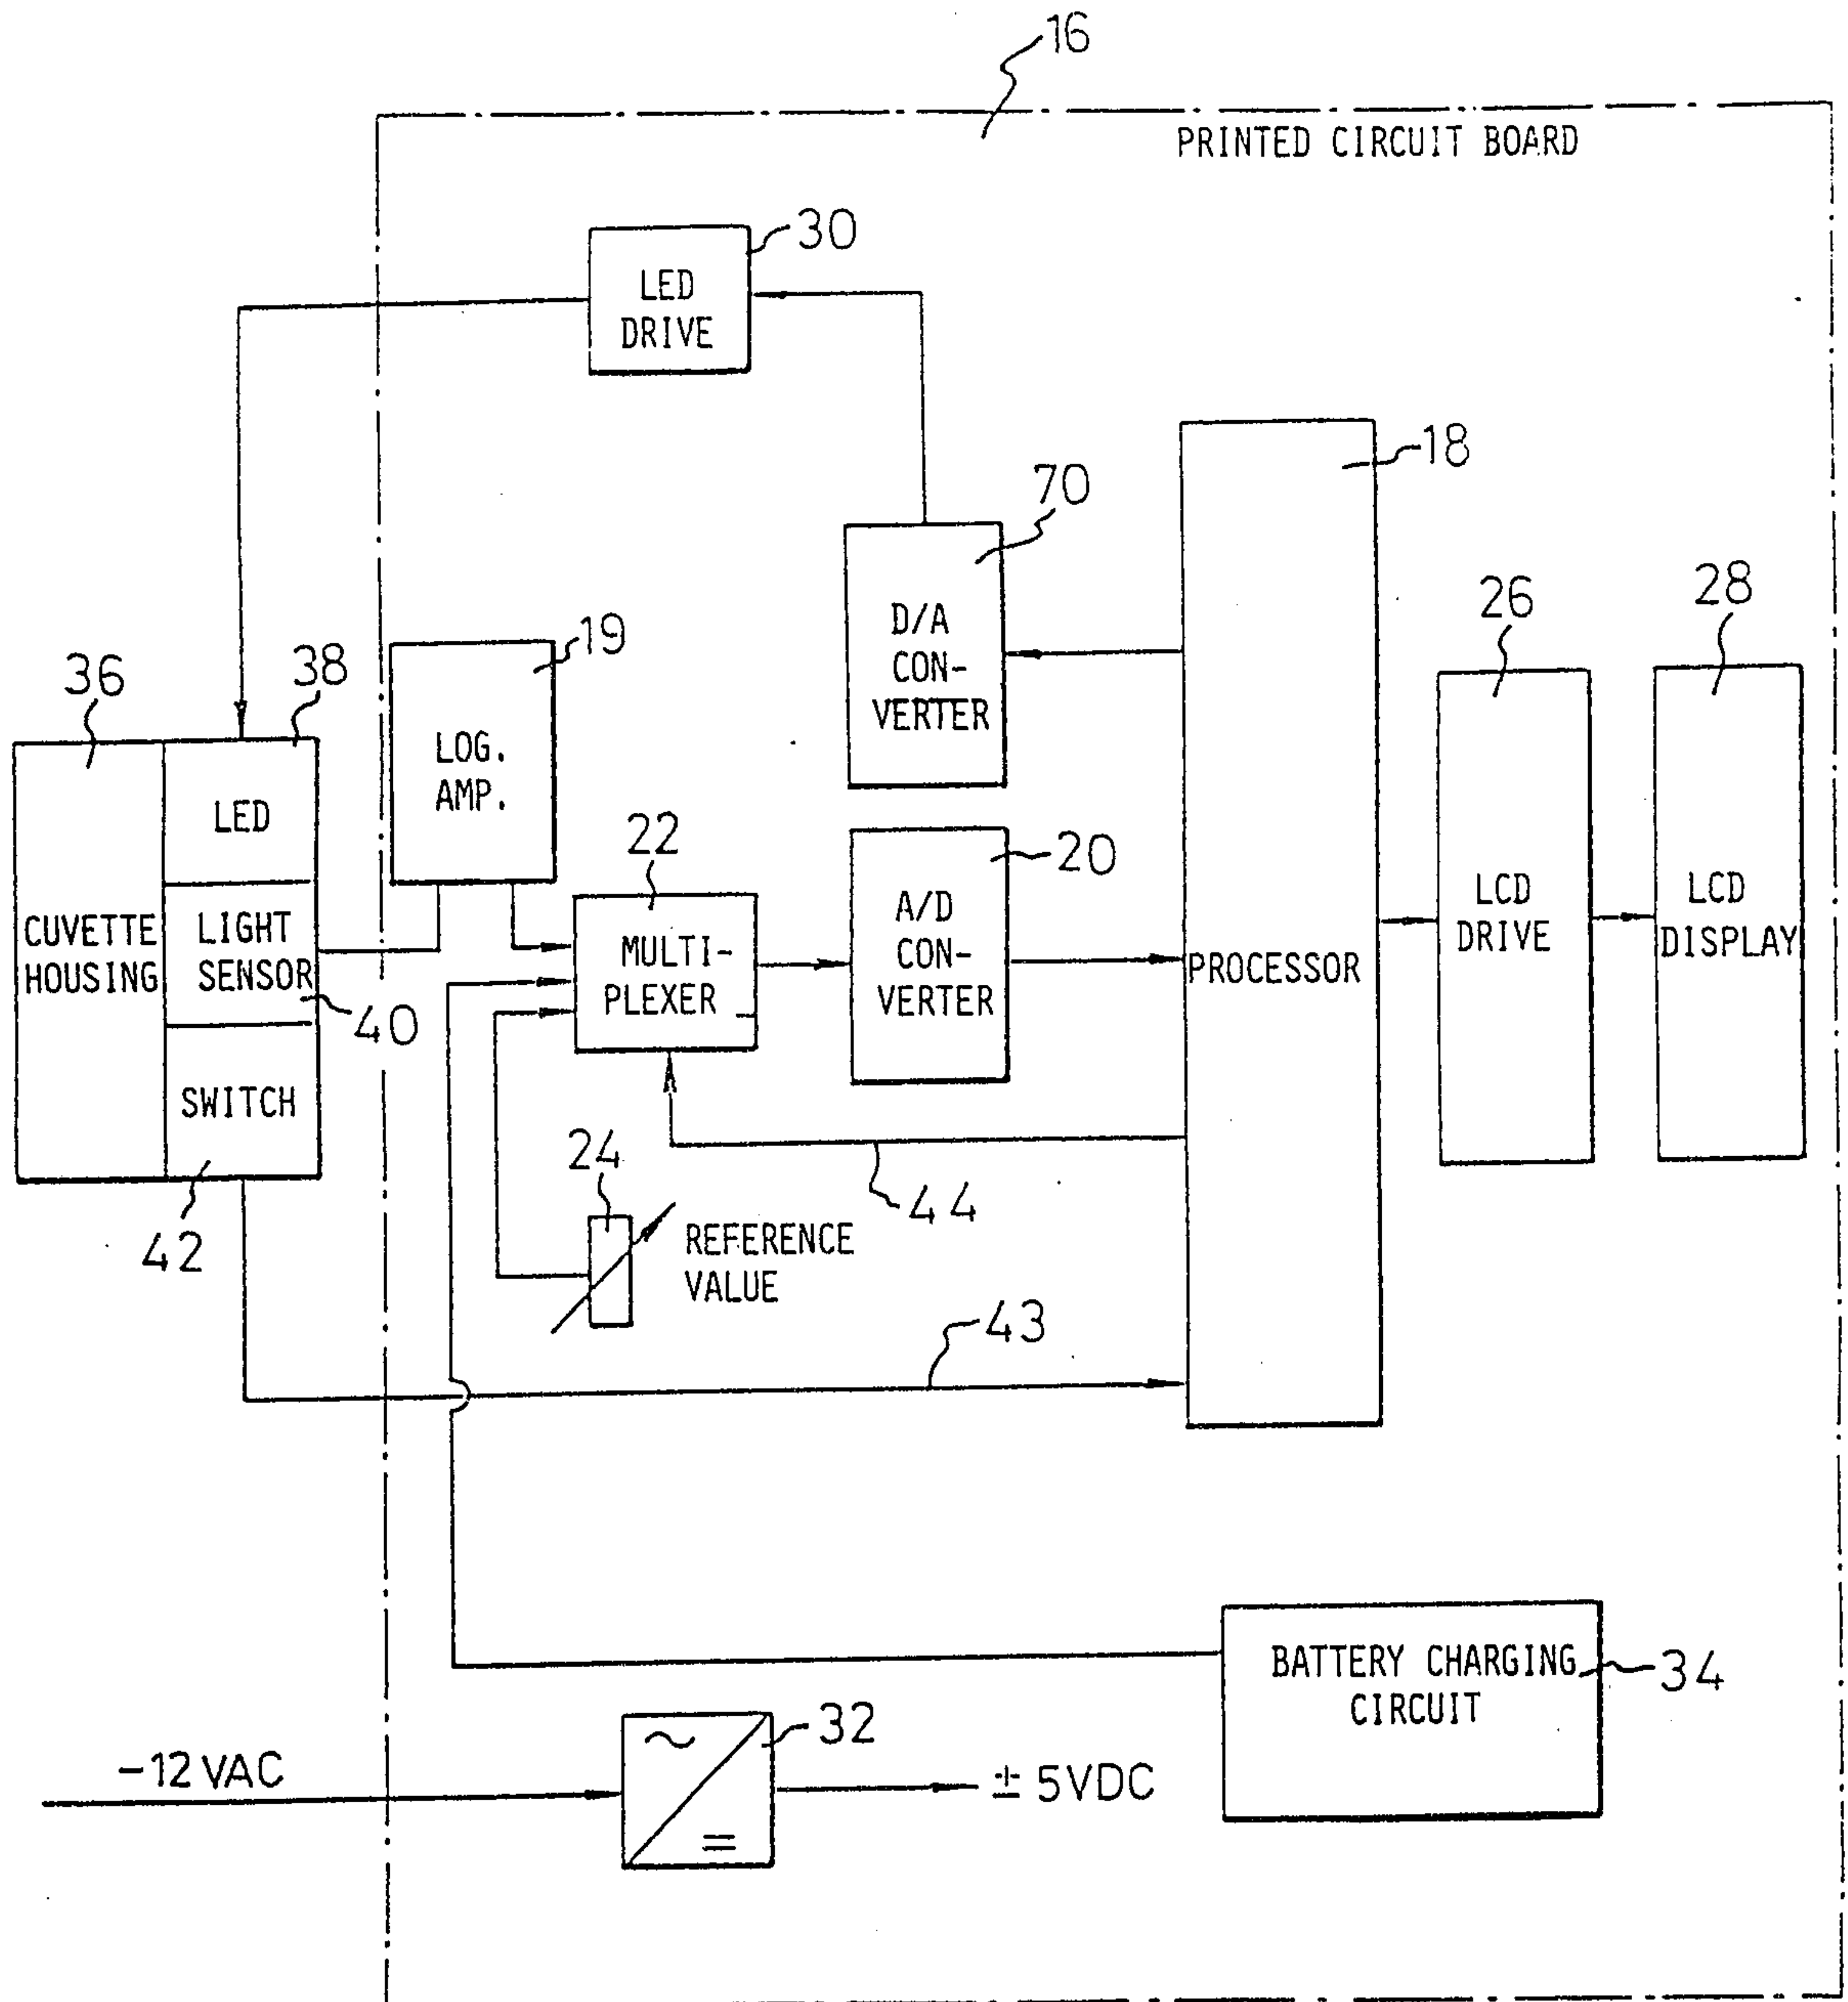 16
PRINTED CIRCUIT BOARD
30
LED
DRIVE
18
70
D/A
CON-
VERTER
26
28
19
LOG.
AMP.
36
38
LED
CUVETTE
HOUSING
LIGHT
SENSOR
40
SWITCH
42
22
MULTI-
PLEXER
20
A/D
CON-
VERTER
PROCESSOR
LCD
DRIVE
LCD
DISPLAY
24
REFERENCE
VALUE
44
43
BATTERY CHARGING
CIRCUIT
34
32
-12 VAC
~
=
± 5VDC